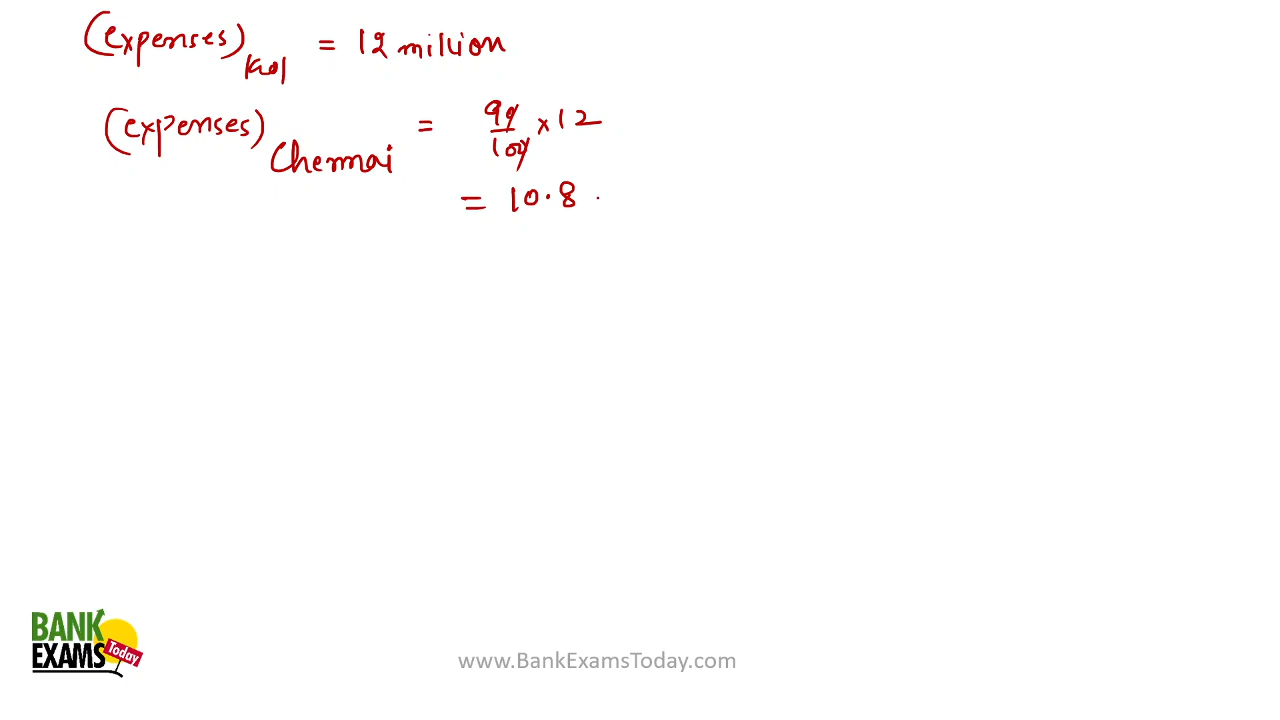 (expenses) Kol = 12 million
(expenses) Chennai = 90/100 × 12
= 10.8
BANK
EXAMS
Today
www.BankExamsToday.com